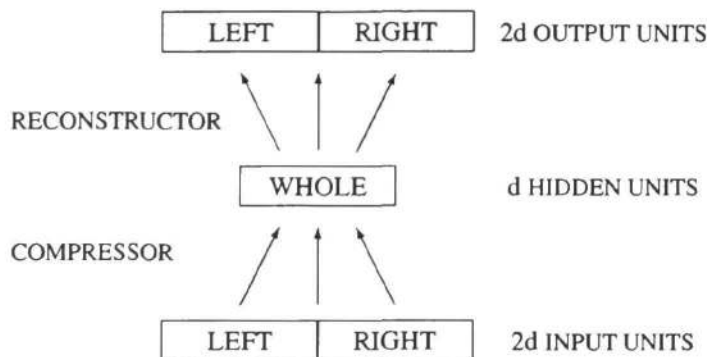 LEFT RIGHT 2d OUTPUT UNITS
RECONSTRUCTOR
WHOLE d HIDDEN UNITS
COMPRESSOR
LEFT RIGHT 2d INPUT UNITS